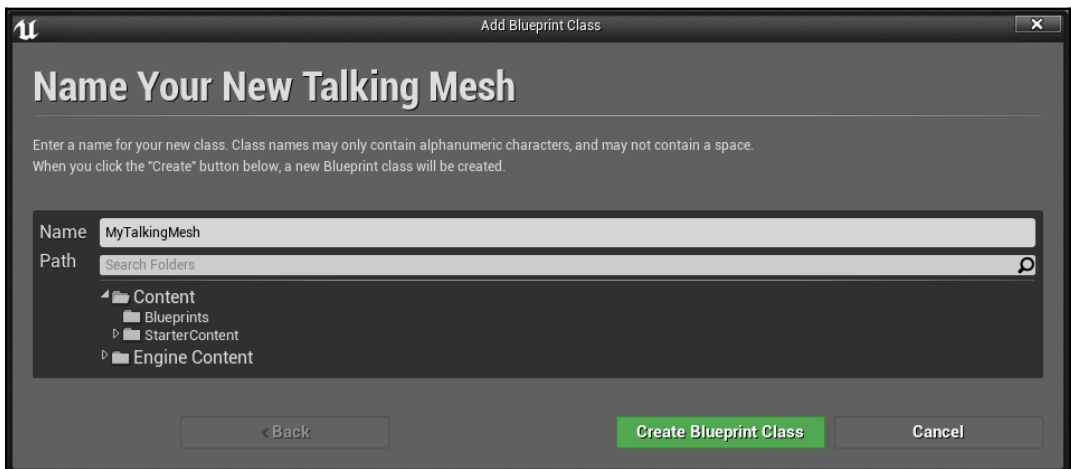 Add Blueprint Class
Name Your New Talking Mesh
Enter a name for your new class. Class names may only contain alphanumeric characters, and may not contain a space.
When you click the "Create" button below, a new Blueprint class will be created.
Name MyTalkingMesh
Path Search Folders
Content
Blueprints
StarterContent
Engine Content
< Back Create Blueprint Class Cancel